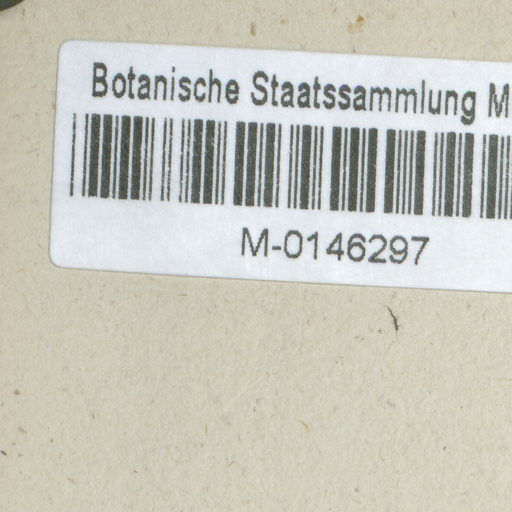 Botanische Staatssammlung M
M-0146297